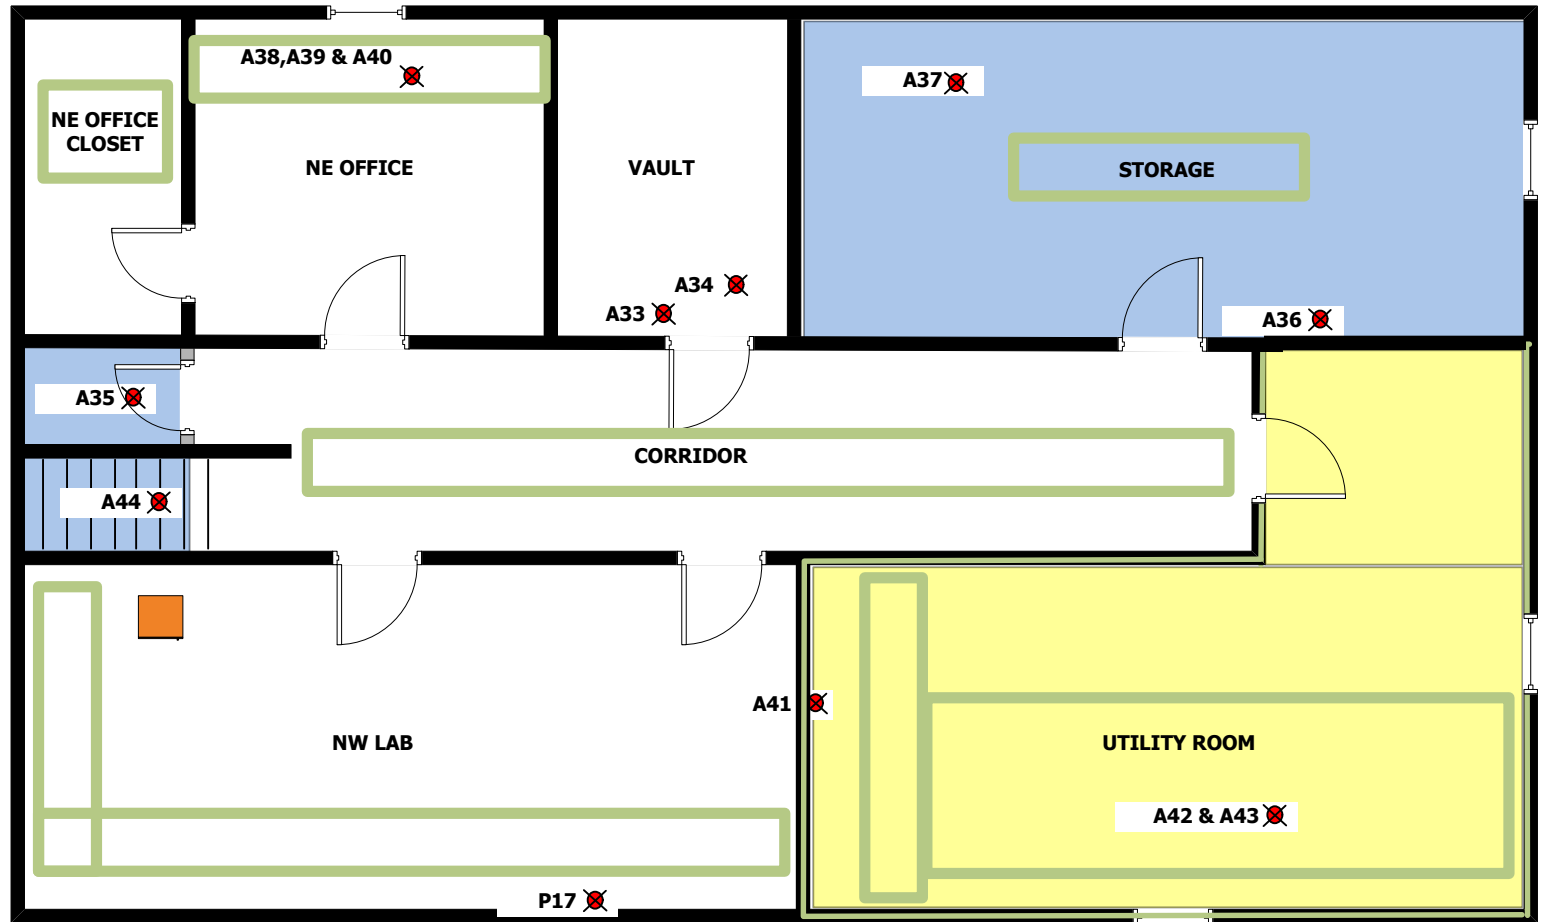 A38,A39 & A40
A37
NE OFFICE
CLOSET
NE OFFICE
VAULT
STORAGE
A34
A33
A36
A35
CORRIDOR
A44
A41
NW LAB
UTILITY ROOM
A42 & A43
P17